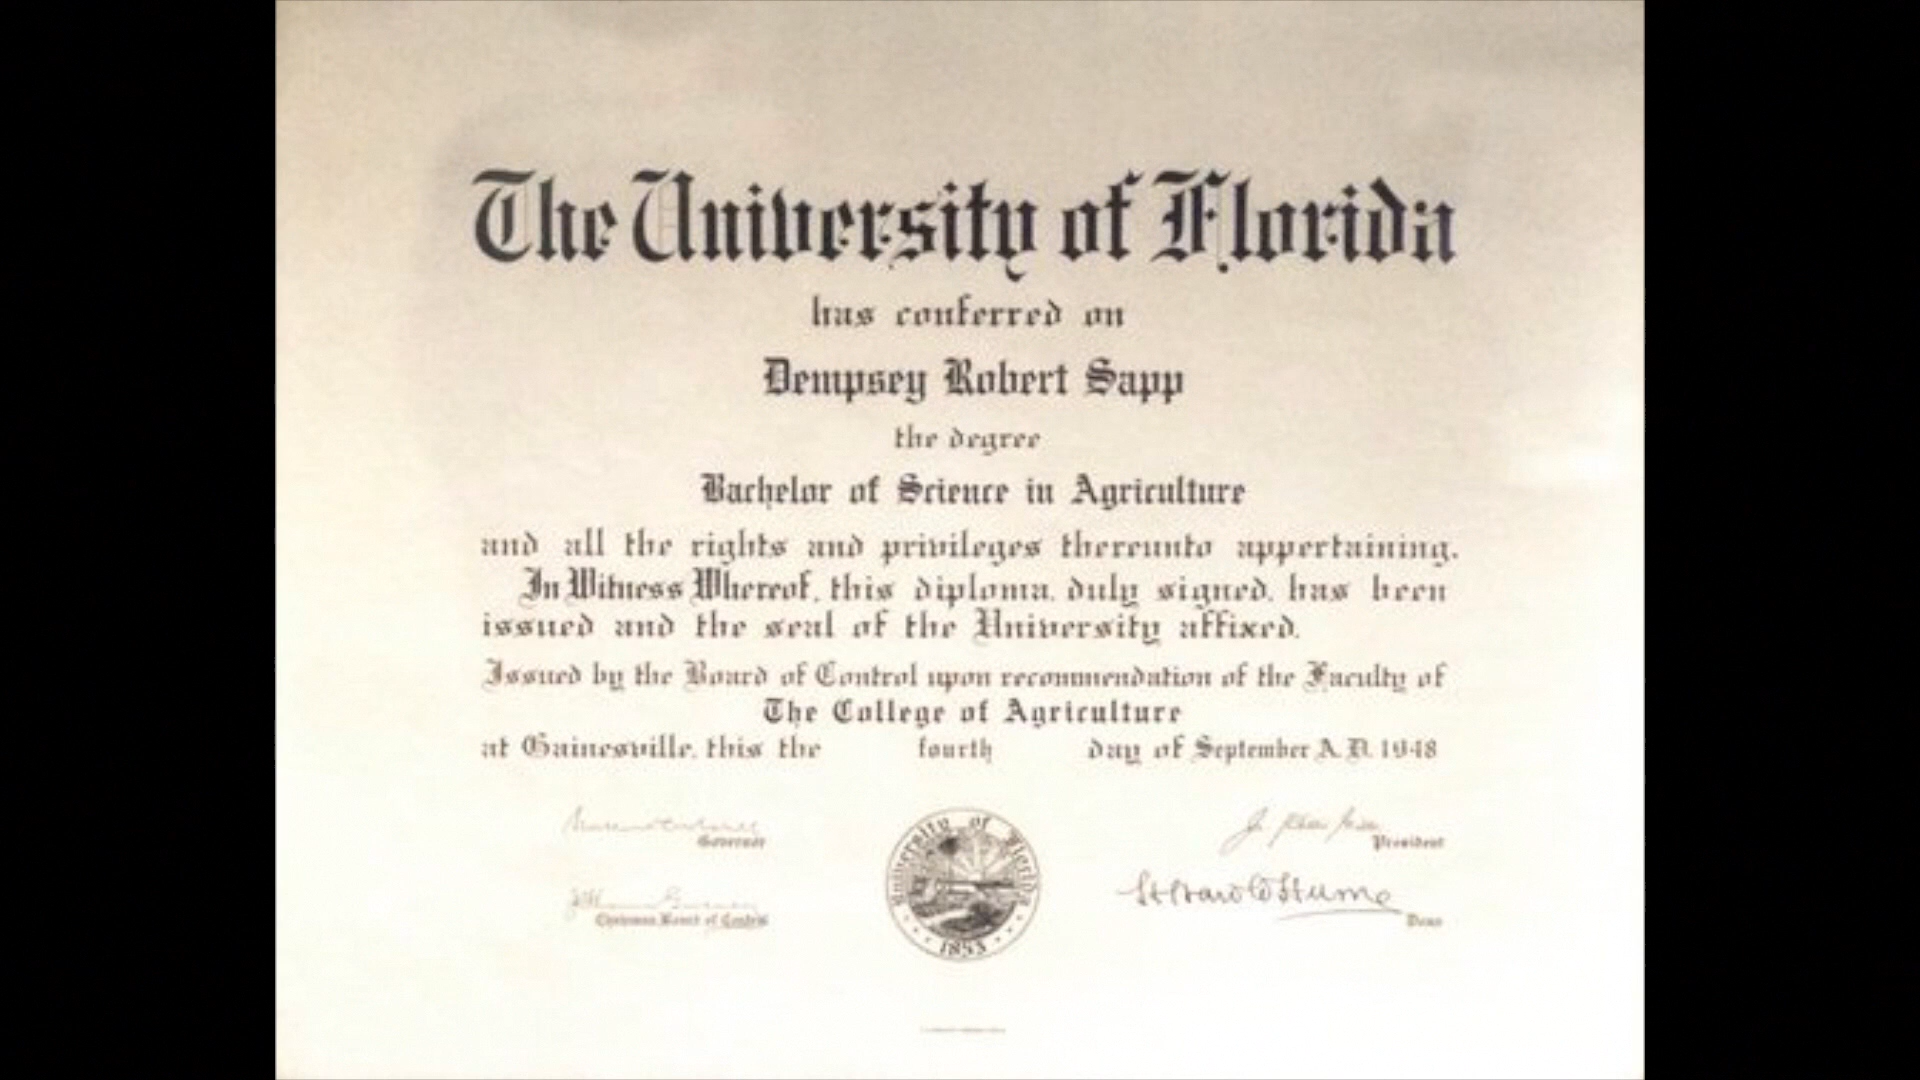 The University of Florida
has conferred on
Dempsey Robert Sapp
the degree
Bachelor of Science in Agriculture
and all the rights and privileges thereunto appertaining.
In Witness Whereof, this diploma, duly signed, has been
issued and the seal of the University affixed.
Issued by the Board of Control upon recommendation of the Faculty of
The College of Agriculture
at Gainesville, this the fourth day of September A. D. 1948
Governor
President
Chairman Board of Control
H Harold Hume
Dean
University of Florida
1853